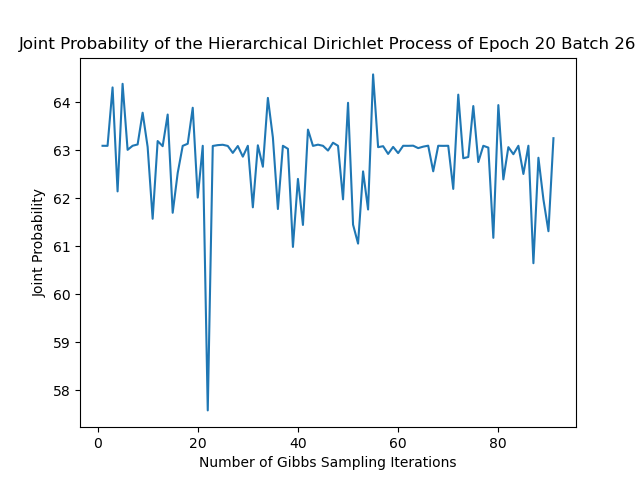 Joint Probability of the Hierarchical Dirichlet Process of Epoch 20 Batch 26
64
63
62
61
60
59
58
Joint Probability
0 20 40 60 80
Number of Gibbs Sampling Iterations